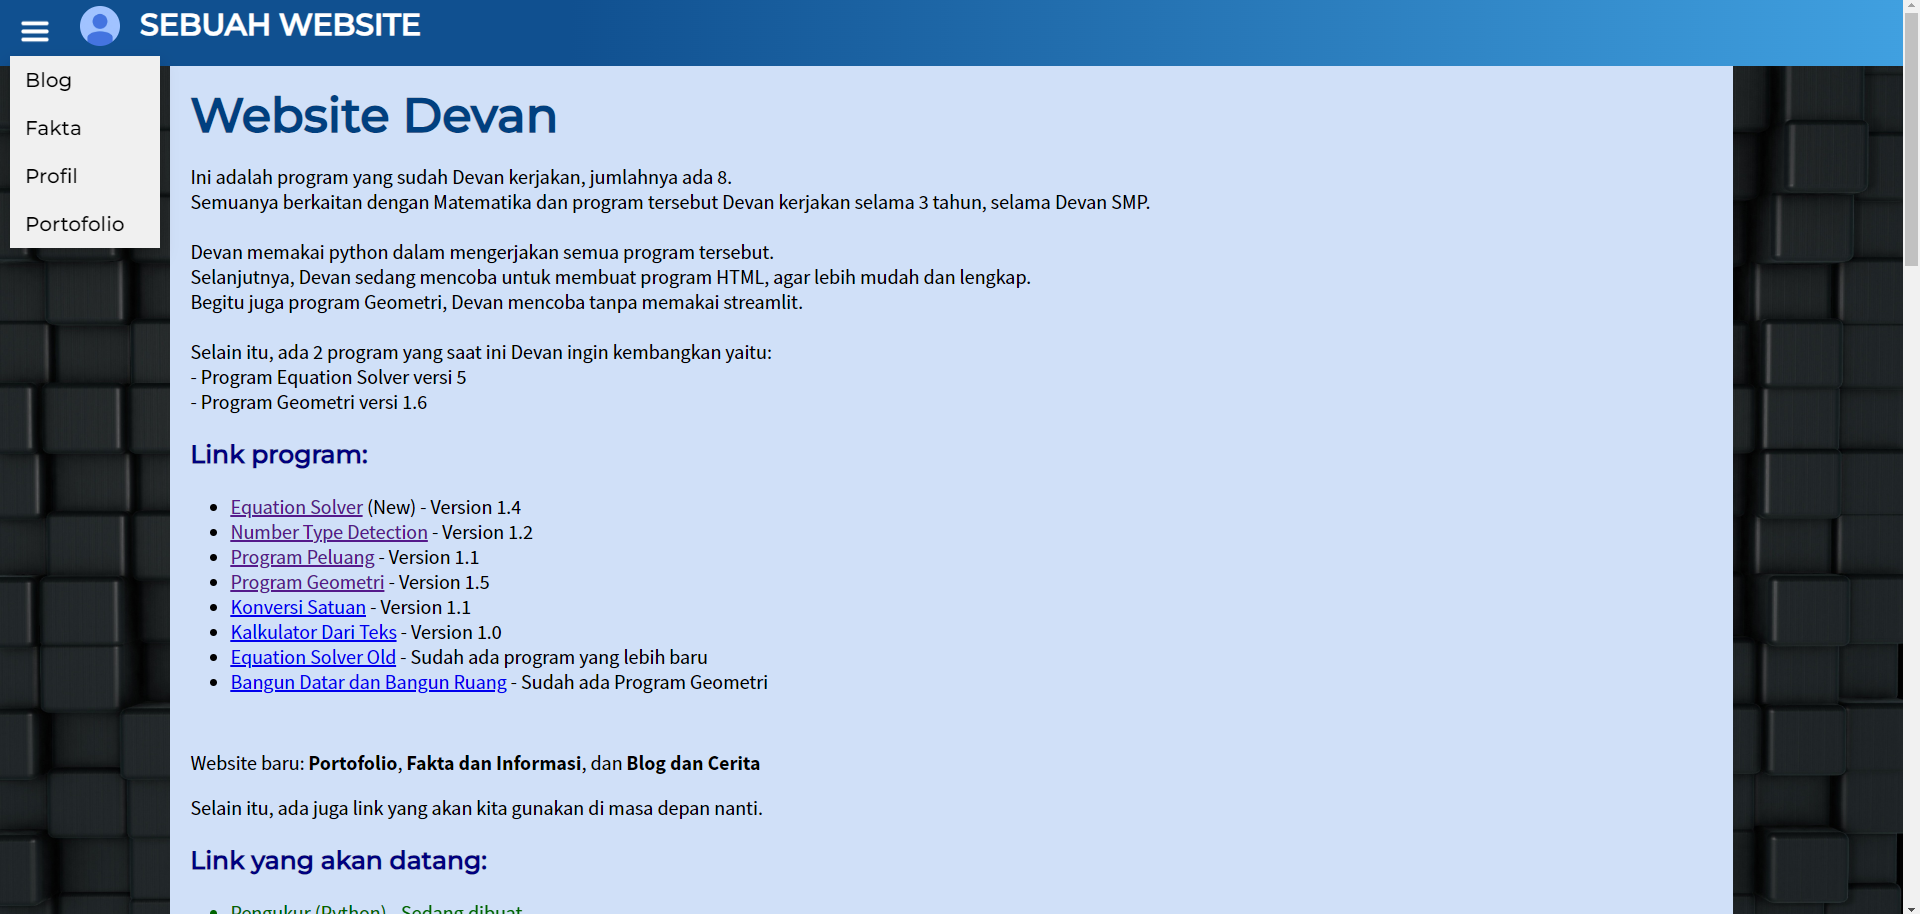 SEBUAH WEBSITE
Blog
Fakta
Profil
Portofolio
Website Devan
Ini adalah program yang sudah Devan kerjakan, jumlahnya ada 8.
Semuanya berkaitan dengan Matematika dan program tersebut Devan kerjakan selama 3 tahun, selama Devan SMP.
Devan memakai python dalam mengerjakan semua program tersebut.
Selanjutnya, Devan sedang mencoba untuk membuat program HTML, agar lebih mudah dan lengkap.
Begitu juga program Geometri, Devan mencoba tanpa memakai streamlit.
Selain itu, ada 2 program yang saat ini Devan ingin kembangkan yaitu:
- Program Equation Solver versi 5
- Program Geometri versi 1.6
Link program:
• Equation Solver (New) - Version 1.4
• Number Type Detection - Version 1.2
• Program Peluang - Version 1.1
• Program Geometri - Version 1.5
• Konversi Satuan - Version 1.1
• Kalkulator Dari Teks - Version 1.0
• Equation Solver Old - Sudah ada program yang lebih baru
• Bangun Datar dan Bangun Ruang - Sudah ada Program Geometri
Website baru: Portofolio, Fakta dan Informasi, dan Blog dan Cerita
Selain itu, ada juga link yang akan kita gunakan di masa depan nanti.
Link yang akan datang:
• Pengukur (Python) - Sedang dibuat